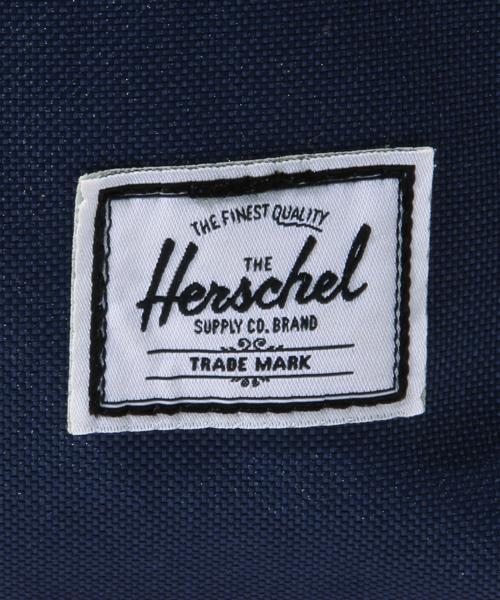 THE FINEST QUALITY
THE
Herschel
SUPPLY CO. BRAND
TRADE MARK